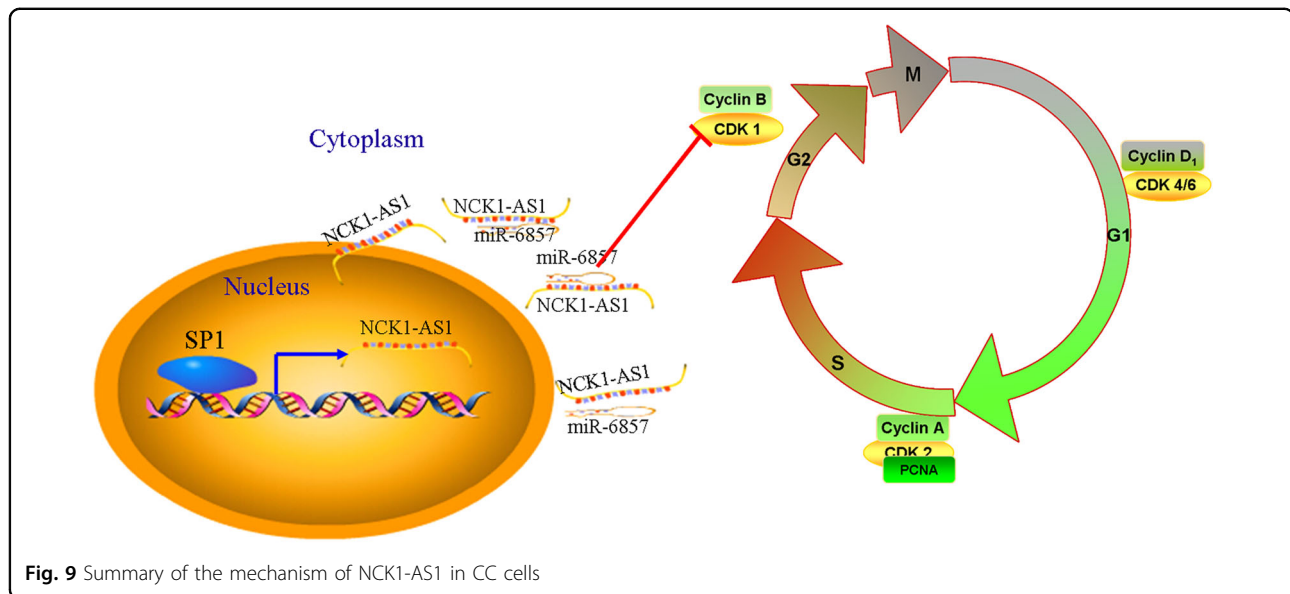 Cytoplasm
NCK1-AS1
NCK1-AS1
miR-6857
miR-6857
NCK1-AS1
Nucleus
SP1
NCK1-AS1
NCK1-AS1
miR-6857
Cyclin B
CDK 1
M
G2
Cyclin D1
CDK 4/6
G1
S
Cyclin A
CDK 2
PCNA
Fig. 9 Summary of the mechanism of NCK1-AS1 in CC cells